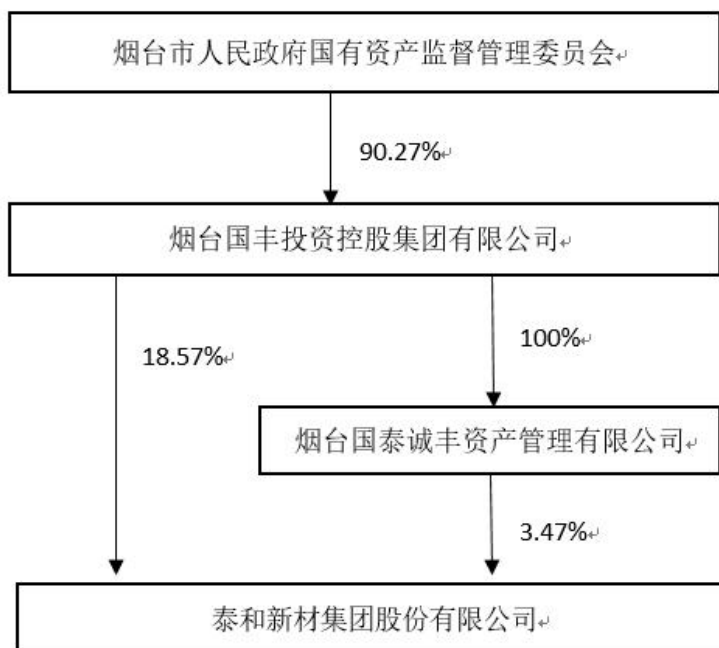 烟台市人民政府国有资产监督管理委员会↵
90.27%↵
烟台国丰投资控股集团有限公司↵
18.57%↵
100%↵
烟台国泰诚丰资产管理有限公司↵
3.47%↵
泰和新材集团股份有限公司↵